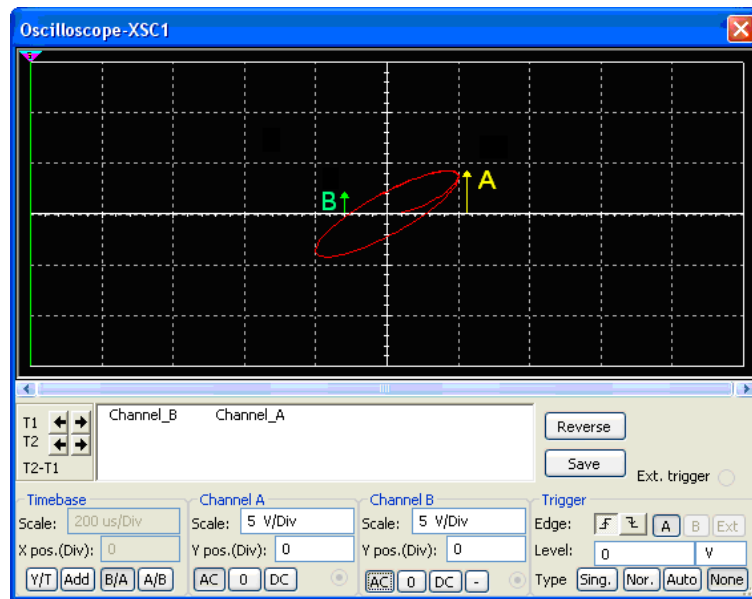 Oscilloscope-XSC1
A
B
T1
T2
T2-T1
Channel_B Channel_A
Reverse
Save
Ext. trigger
Timebase
Scale: 200 us/Div
X pos.(Div): 0
Y/T Add B/A A/B
Channel A
Scale: 5 V/Div
Y pos.(Div): 0
AC 0 DC
Channel B
Scale: 5 V/Div
Y pos.(Div): 0
AC 0 DC -
Trigger
Edge: A B Ext
Level: 0 V
Type Sing. Nor. Auto None